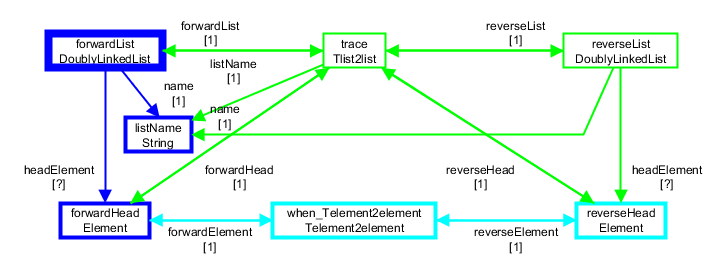 forwardList
[1]
reverseList
[1]
forwardList
DoublyLinkedList
trace
Tlist2list
reverseList
DoublyLinkedList
listName
[1]
name
[1]
name
[1]
listName
String
headElement
[?]
forwardHead
[1]
reverseHead
[1]
headElement
[?]
forwardHead
Element
when_Telement2element
Telement2element
reverseHead
Element
forwardElement
[1]
reverseElement
[1]